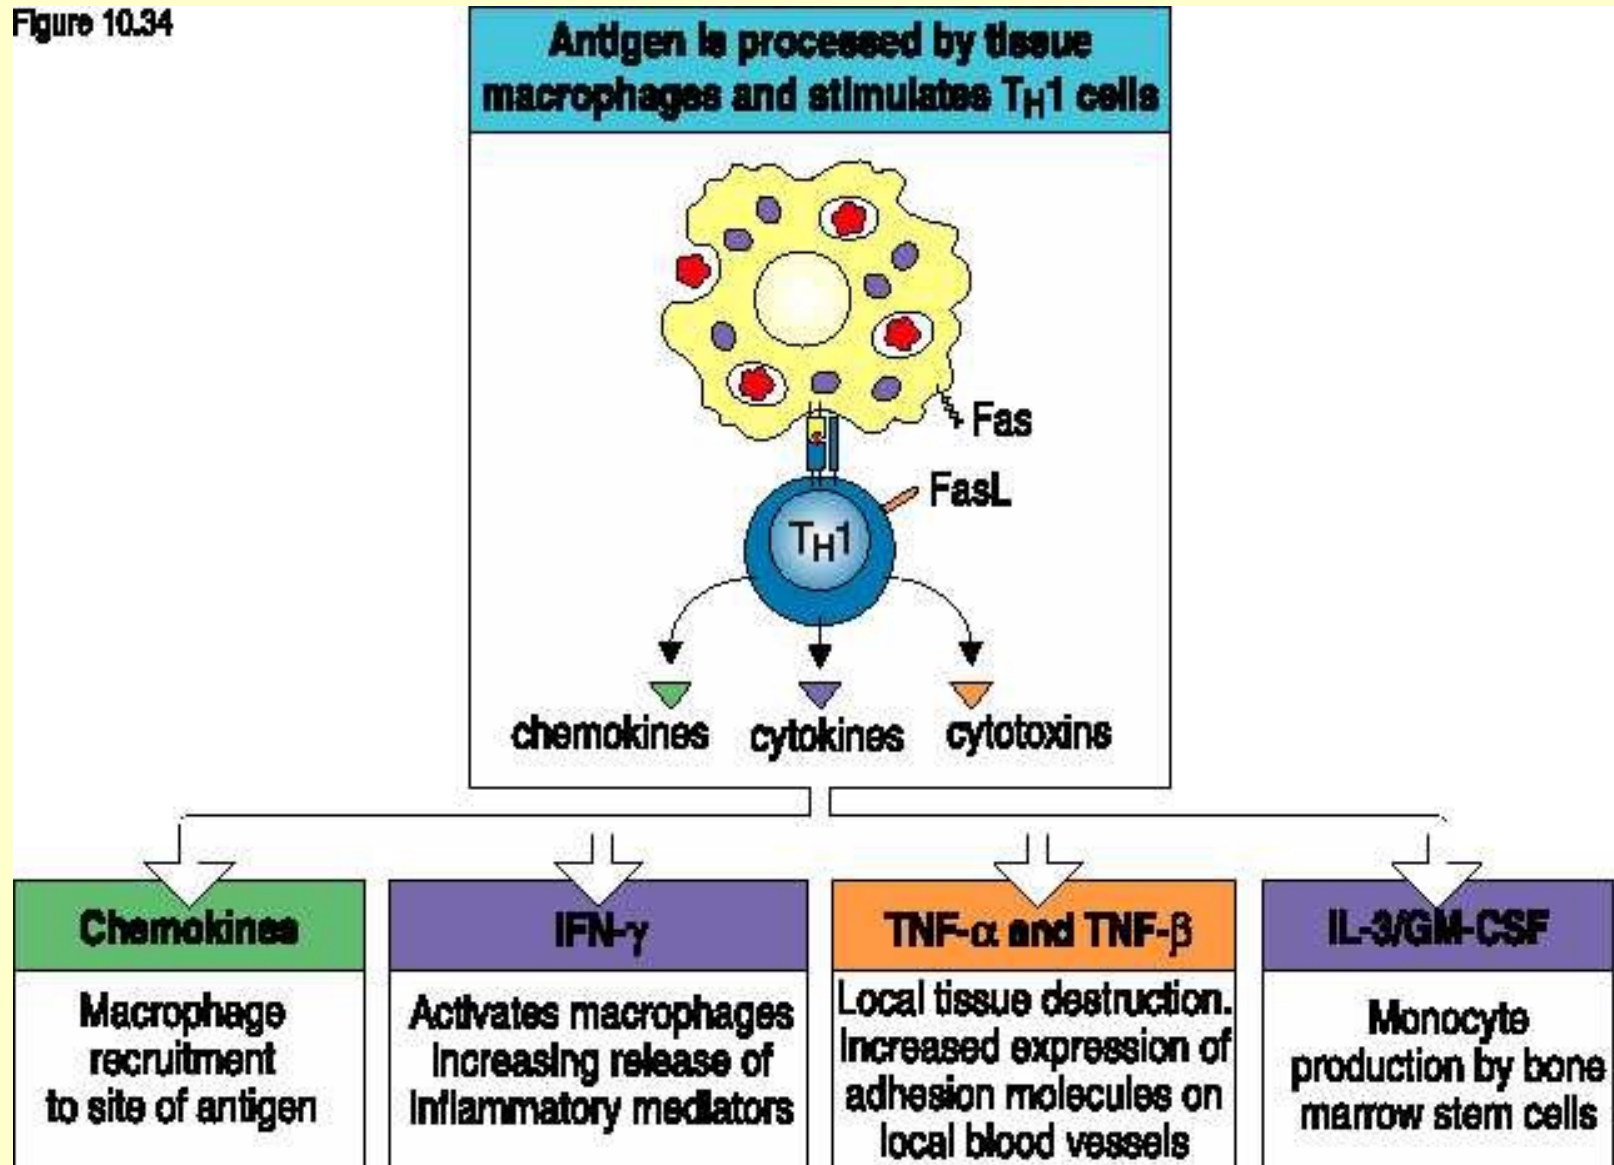 Figure 10.34
Antigen is processed by tissue
macrophages and stimulates TH1 cells
Fas
FasL
TH1
chemokines cytokines cytotoxins
Chemokines
Macrophage
recruitment
to site of antigen
IFN-γ
Activates macrophages
increasing release of
inflammatory mediators
TNF-α and TNF-β
Local tissue destruction.
Increased expression of
adhesion molecules on
local blood vessels
IL-3/GM-CSF
Monocyte
production by bone
marrow stem cells